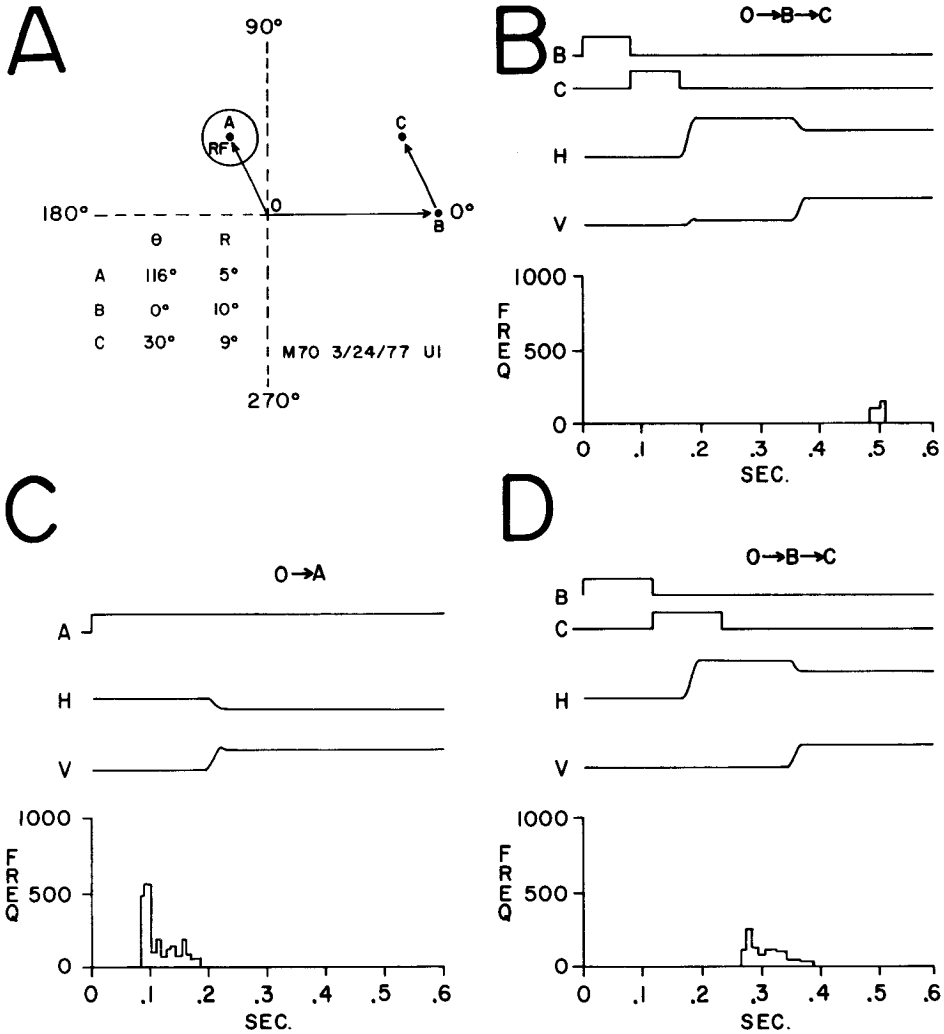 A
90°
A
RF
C
180°
0
0°
B
θ R
A 116° 5°
B 0° 10°
C 30° 9°
M70 3/24/77 U1
270°
B
O→B→C
B
C
H
V
FREQ
1000
500
0
0 .1 .2 .3 .4 .5 .6
SEC.
C
O→A
A
H
V
FREQ
1000
500
0
0 .1 .2 .3 .4 .5 .6
SEC.
D
O→B→C
B
C
H
V
FREQ
1000
500
0
0 .1 .2 .3 .4 .5 .6
SEC.